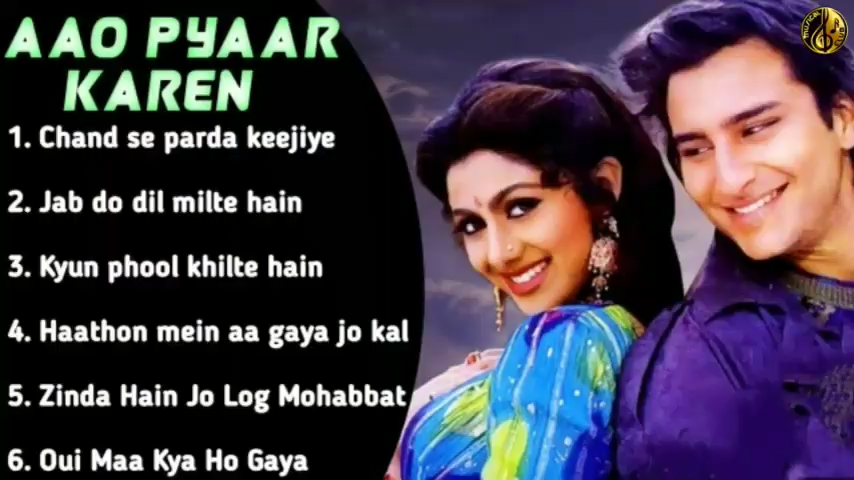 AAO PYAAR
KAREN
1. Chand se parda keejiye
2. Jab do dil milte hain
3. Kyun phool khilte hain
4. Haathon mein aa gaya jo kal
5. Zinda Hain Jo Log Mohabbat
6. Oui Maa Kya Ho Gaya